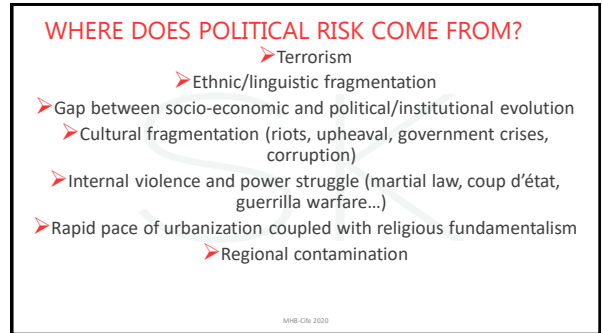 WHERE DOES POLITICAL RISK COME FROM?
➢Terrorism
➢Ethnic/linguistic fragmentation
➢Gap between socio-economic and political/institutional evolution
➢Cultural fragmentation (riots, upheaval, government crises,
corruption)
➢Internal violence and power struggle (martial law, coup d’état,
guerrilla warfare…)
➢Rapid pace of urbanization coupled with religious fundamentalism
➢Regional contamination
SK
MHB-Cife 2020